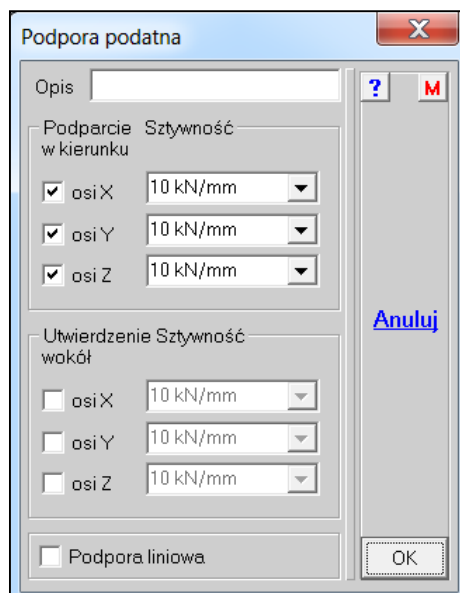 Podpora podatna
X
Opis
?
M
Podparcie Sztywność
w kierunku
osi X 10 kN/mm
osi Y 10 kN/mm
osi Z 10 kN/mm
Anuluj
Utwierdzenie Sztywność
wokół
osi X 10 kN/mm
osi Y 10 kN/mm
osi Z 10 kN/mm
Podpora liniowa
OK